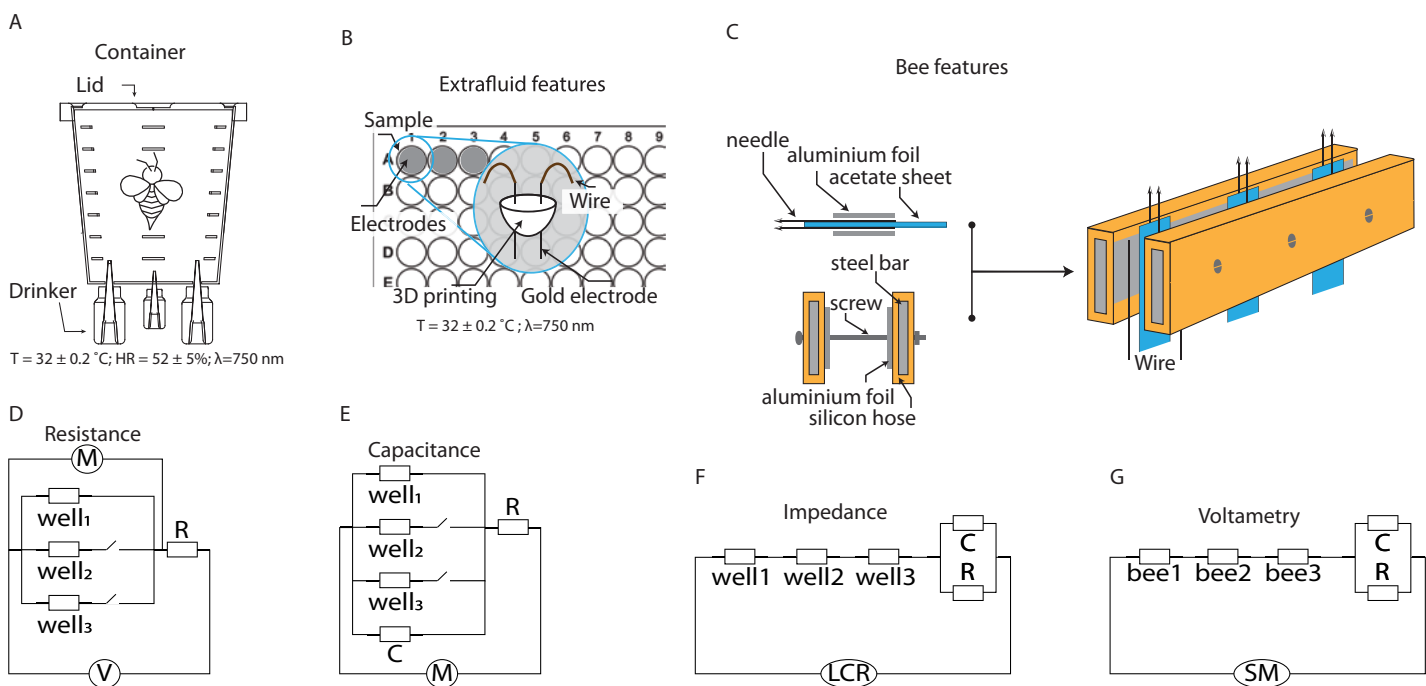 A
Container
Lid
Drinker
T = 32 ± 0.2 ˚C; HR = 52 ± 5%; λ=750 nm
B
Extrafluid features
Sample
1 2 3 4 5 6 7 8 9
A
B
D
E
Electrodes
Wire
3D printing
Gold electrode
T = 32 ± 0.2 ˚C ; λ=750 nm
C
Bee features
needle
aluminium foil
acetate sheet
steel bar
screw
aluminium foil
silicon hose
Wire
D
Resistance
M
well₁
R
well₂
well₃
V
E
Capacitance
well₁
R
well₂
well₃
C
M
F
Impedance
well1 well2 well3
C
R
LCR
G
Voltametry
bee1 bee2 bee3
C
R
SM